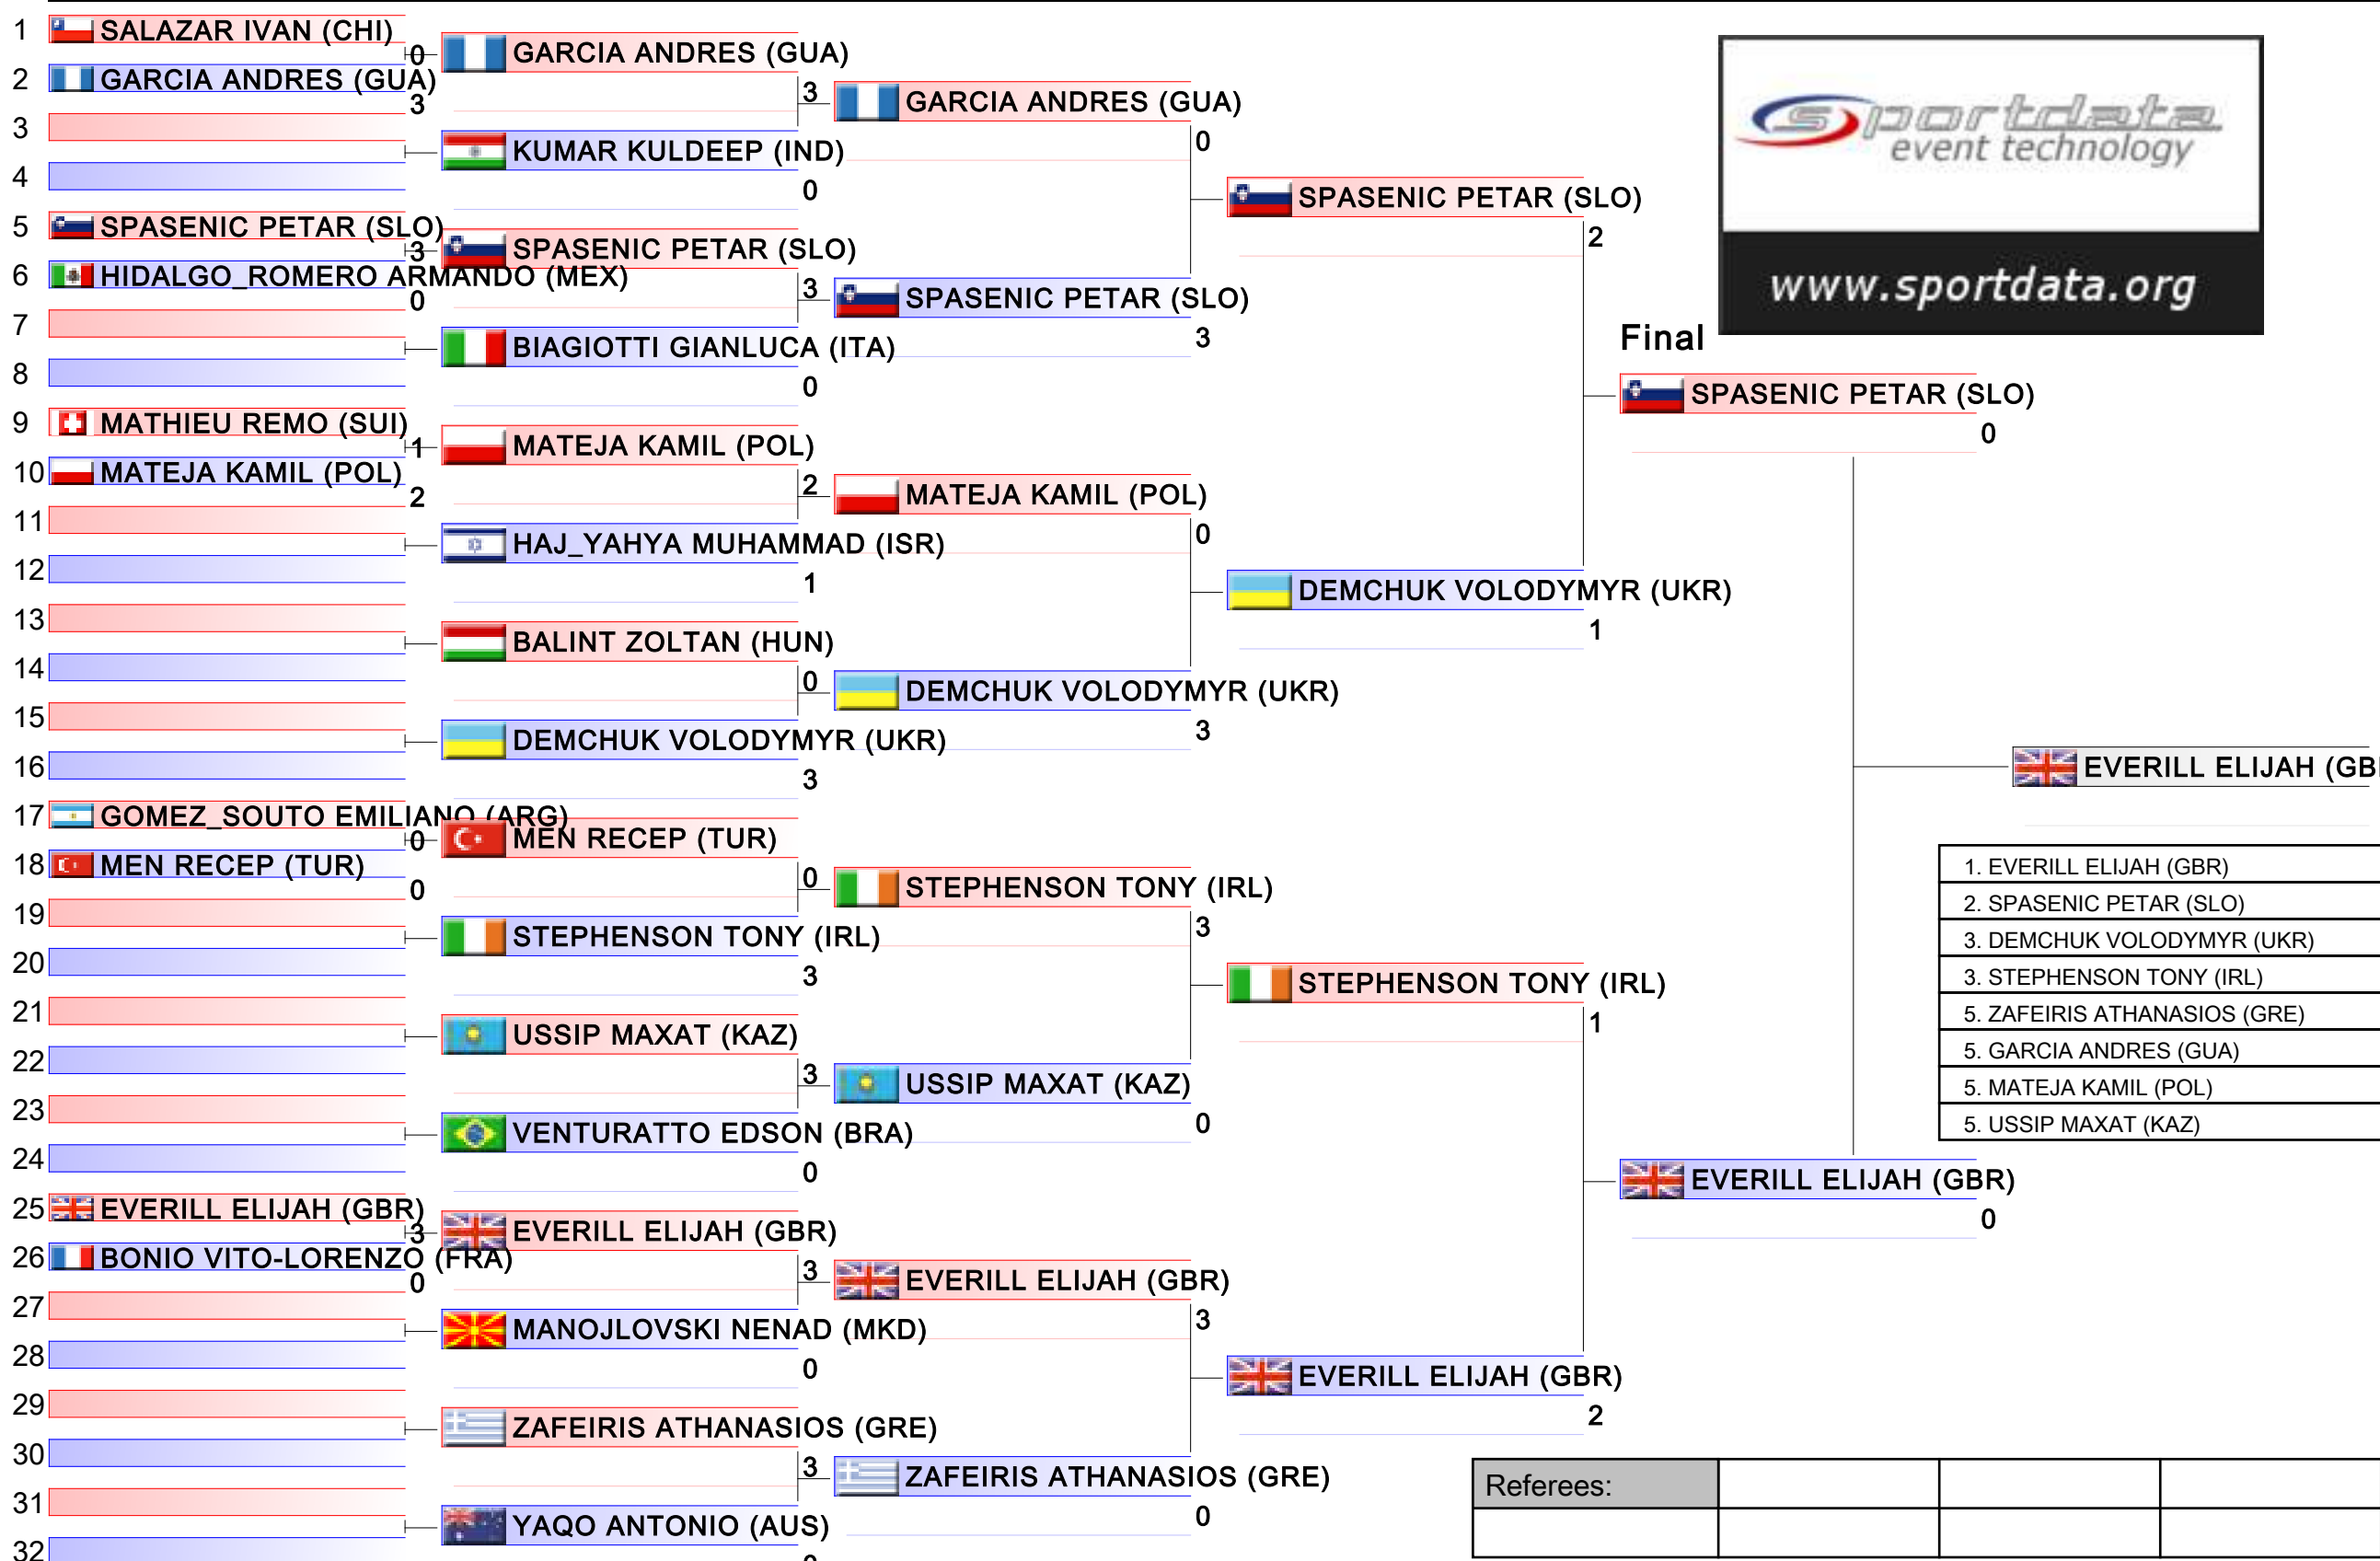 1 SALAZAR IVAN (CHI)
0
2 GARCIA ANDRES (GUA)
3
3
4
5 SPASENIC PETAR (SLO)
3
6 HIDALGO_ROMERO ARMANDO (MEX)
0
7
8
9 MATHIEU REMO (SUI)
1
10 MATEJA KAMIL (POL)
2
11
12
13
14
15
16
17 GOMEZ_SOUTO EMILIANO (ARG)
0
18 MEN RECEP (TUR)
0
19
20
21
22
23
24
25 EVERILL ELIJAH (GBR)
3
26 BONIO VITO-LORENZO (FRA)
0
27
28
29
30
31
32
GARCIA ANDRES (GUA)
3
KUMAR KULDEEP (IND)
0
SPASENIC PETAR (SLO)
3
BIAGIOTTI GIANLUCA (ITA)
0
MATEJA KAMIL (POL)
2
HAJ_YAHYA MUHAMMAD (ISR)
1
BALINT ZOLTAN (HUN)
0
DEMCHUK VOLODYMYR (UKR)
3
MEN RECEP (TUR)
0
STEPHENSON TONY (IRL)
3
USSIP MAXAT (KAZ)
3
VENTURATTO EDSON (BRA)
0
EVERILL ELIJAH (GBR)
3
MANOJLOVSKI NENAD (MKD)
0
ZAFEIRIS ATHANASIOS (GRE)
3
YAQO ANTONIO (AUS)
GARCIA ANDRES (GUA)
0
SPASENIC PETAR (SLO)
3
MATEJA KAMIL (POL)
0
DEMCHUK VOLODYMYR (UKR)
3
STEPHENSON TONY (IRL)
3
USSIP MAXAT (KAZ)
0
EVERILL ELIJAH (GBR)
3
ZAFEIRIS ATHANASIOS (GRE)
0
SPASENIC PETAR (SLO)
2
DEMCHUK VOLODYMYR (UKR)
1
STEPHENSON TONY (IRL)
1
EVERILL ELIJAH (GBR)
2
sportdata
event technology
www.sportdata.org
Final
SPASENIC PETAR (SLO)
0
EVERILL ELIJAH (GBR)
0
EVERILL ELIJAH (GB
1. EVERILL ELIJAH (GBR)
2. SPASENIC PETAR (SLO)
3. DEMCHUK VOLODYMYR (UKR)
3. STEPHENSON TONY (IRL)
5. ZAFEIRIS ATHANASIOS (GRE)
5. GARCIA ANDRES (GUA)
5. MATEJA KAMIL (POL)
5. USSIP MAXAT (KAZ)
Referees: